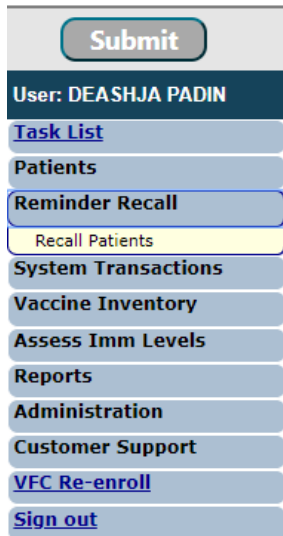 Submit
User: DEASHJA PADIN
Task List
Patients
Reminder Recall
Recall Patients
System Transactions
Vaccine Inventory
Assess Imm Levels
Reports
Administration
Customer Support
VFC Re-enroll
Sign out